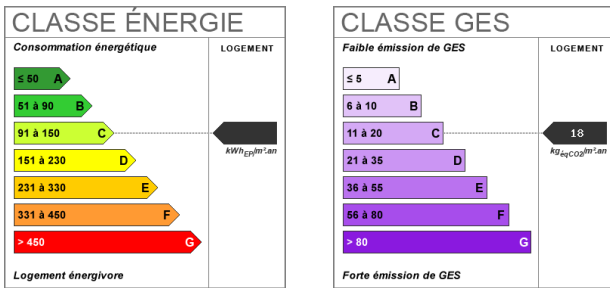 CLASSE ÉNERGIE
Consommation énergétique
LOGEMENT
≤ 50 A
51 à 90 B
91 à 150 C
kWhEP/m².an
151 à 230 D
231 à 330 E
331 à 450 F
> 450 G
Logement énergivore
CLASSE GES
Faible émission de GES
LOGEMENT
≤ 5 A
6 à 10 B
11 à 20 C
18
kgéqCO2/m².an
21 à 35 D
36 à 55 E
56 à 80 F
> 80 G
Forte émission de GES